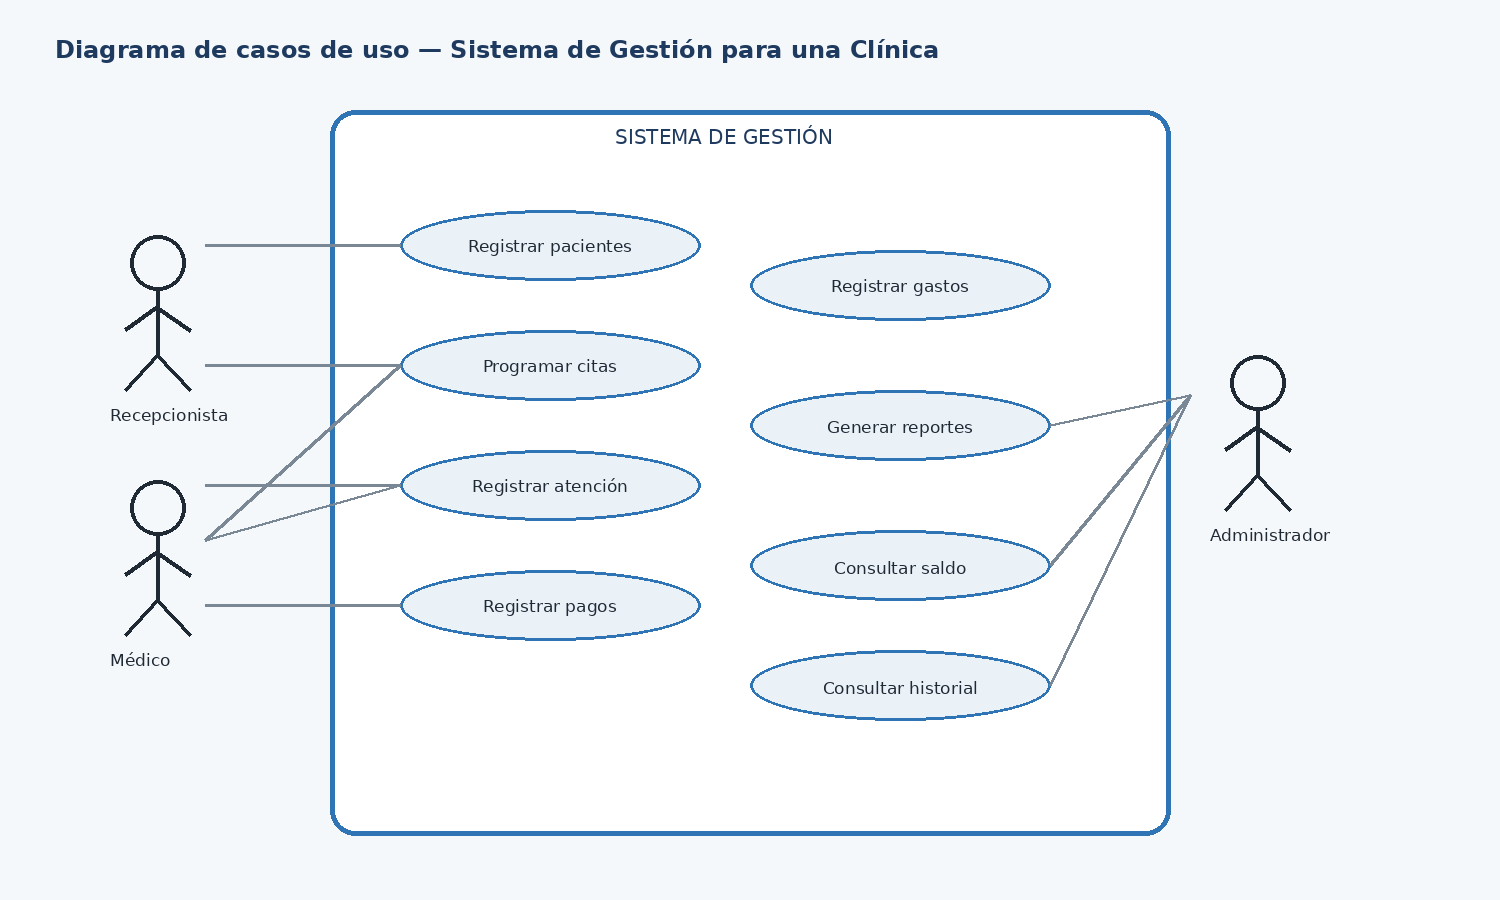 Diagrama de casos de uso — Sistema de Gestión para una Clínica
SISTEMA DE GESTIÓN
Registrar pacientes
Registrar gastos
Programar citas
Recepcionista
Generar reportes
Registrar atención
Administrador
Consultar saldo
Registrar pagos
Médico
Consultar historial